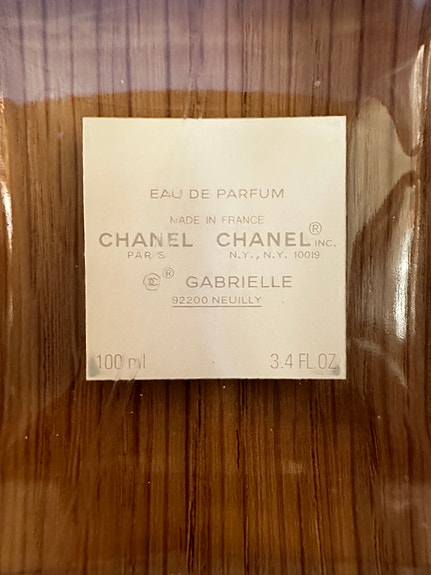 EAU DE PARFUM
MADE IN FRANCE
CHANEL CHANEL® INC.
PARIS N.Y., N.Y. 10019
® GABRIELLE
92200 NEUILLY
100 ml 3.4 FL.OZ.